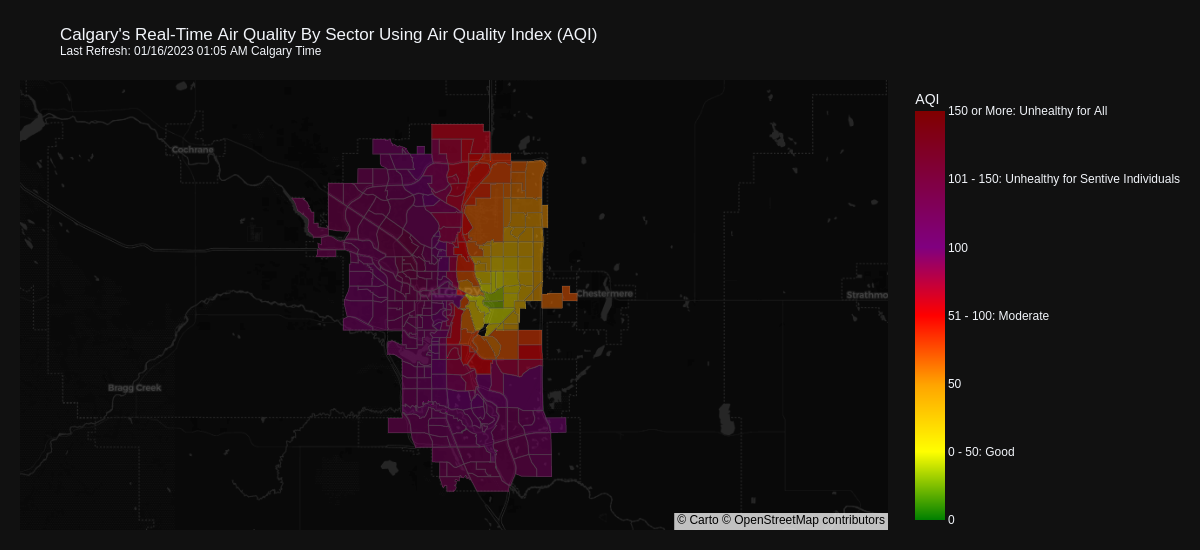 Calgary's Real-Time Air Quality By Sector Using Air Quality Index (AQI)
Last Refresh: 01/16/2023 01:05 AM Calgary Time
AQI
150 or More: Unhealthy for All
Cochrane
101 - 150: Unhealthy for Sentive Individuals
100
Chestermere
Strathmo
51 - 100: Moderate
50
Bragg Creek
0 - 50: Good
© Carto © OpenStreetMap contributors
0